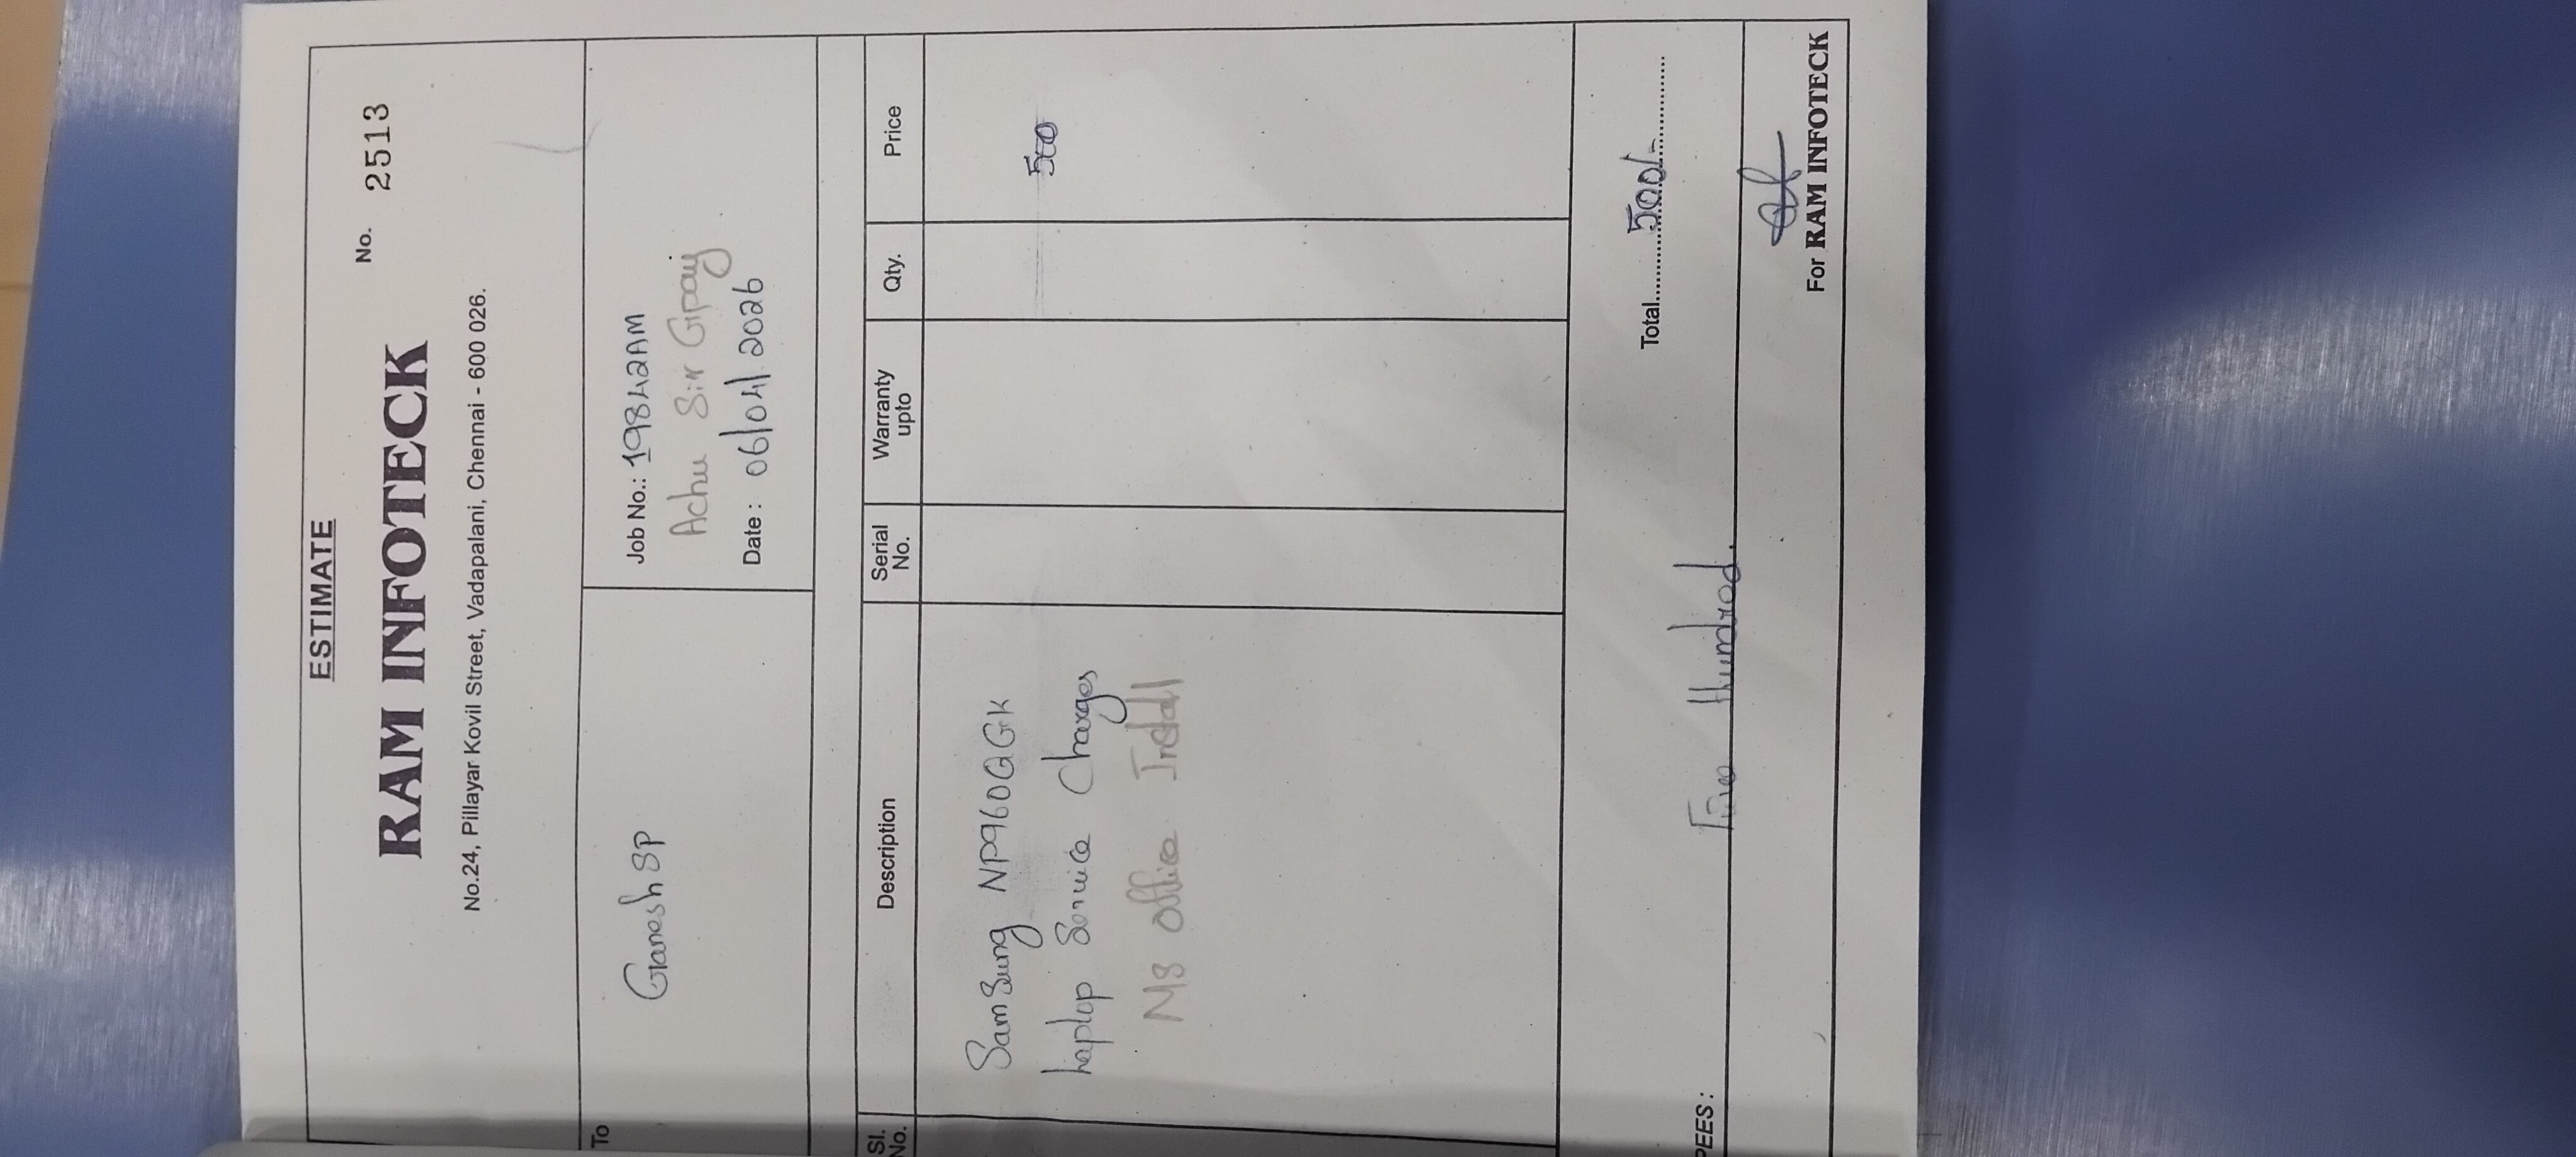 ESTIMATE
RAM INFOTECK
No. 2513
No.24, Pillayar Kovil Street, Vadapalani, Chennai - 600 026.
To
Ganesh SP
Job No.: 19842AM
Achu Sir Gpay
Date : 06/04/2026
Sl. No. Description Serial No. Warranty upto Qty. Price
Samsung NP960QGK 500
Laptop Service Charges
MS Office Install
Total 500/-
PEES : Five Hundred.
For RAM INFOTECK